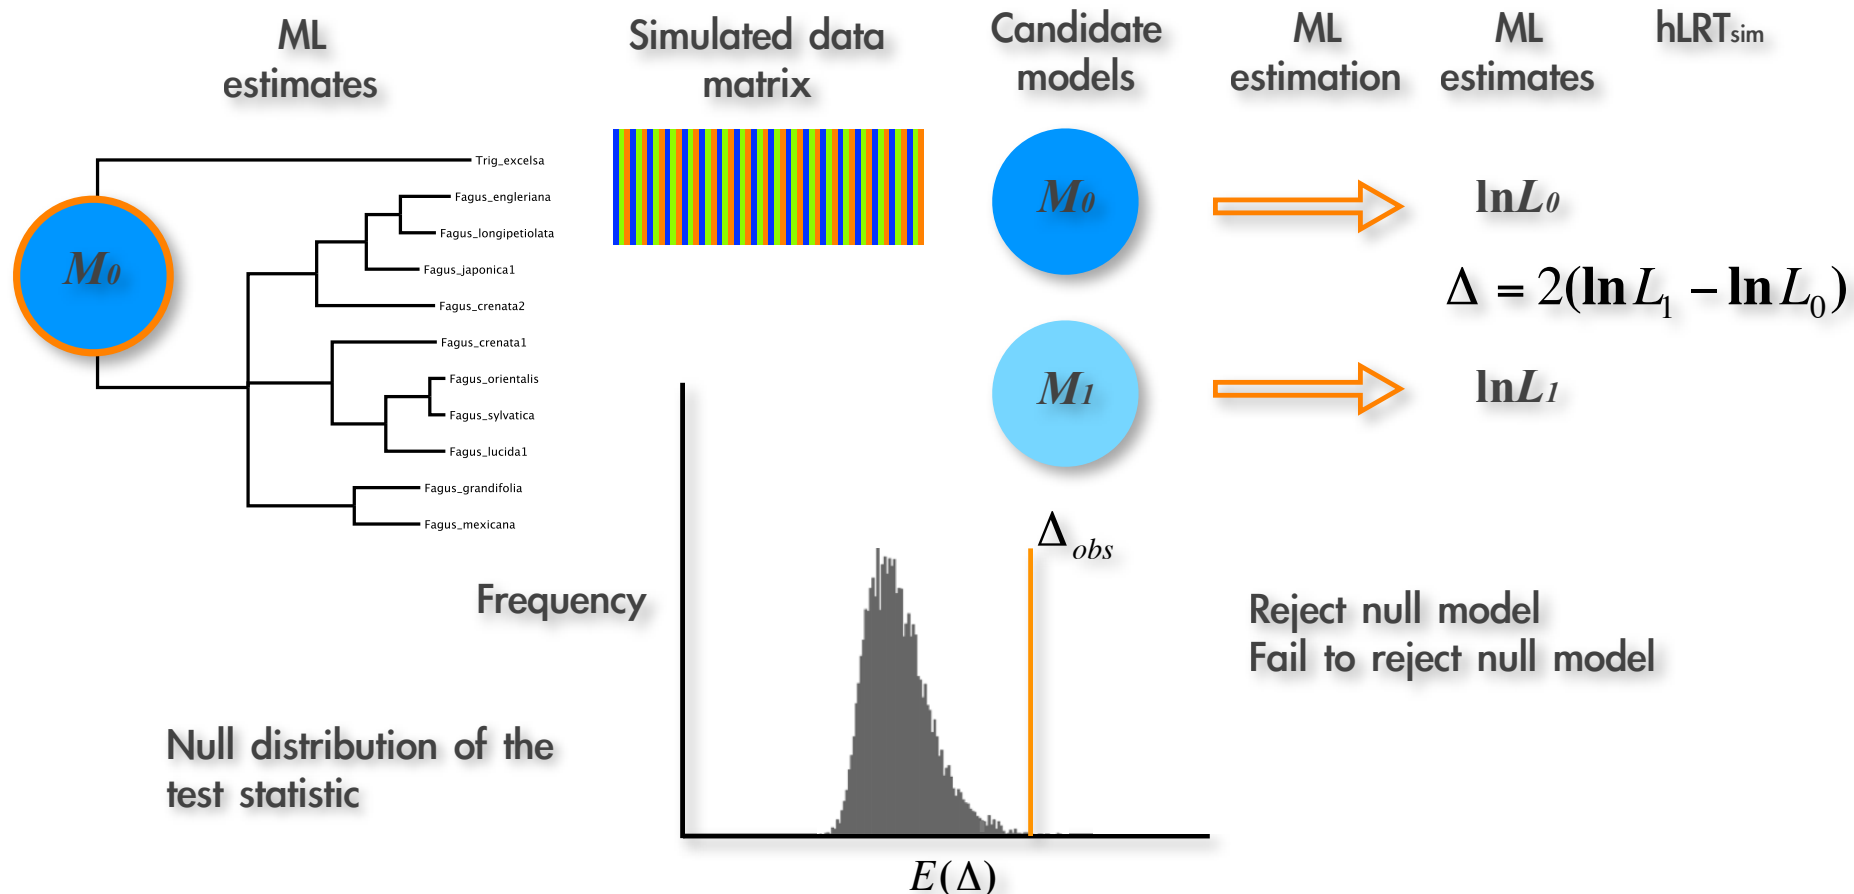 ML
estimates
Simulated data
matrix
Candidate
models
ML
estimation
ML
estimates
hLRTsim
M0
Trig_excelsa
Fagus_engleriana
Fagus_longipetiolata
Fagus_japonica1
Fagus_crenata2
Fagus_crenata1
Fagus_orientalis
Fagus_sylvatica
Fagus_lucida1
Fagus_grandifolia
Fagus_mexicana
M0
lnL0
Δ = 2(ln L1 − ln L0)
M1
lnL1
Δobs
Frequency
Reject null model
Fail to reject null model
Null distribution of the
test statistic
E(Δ)